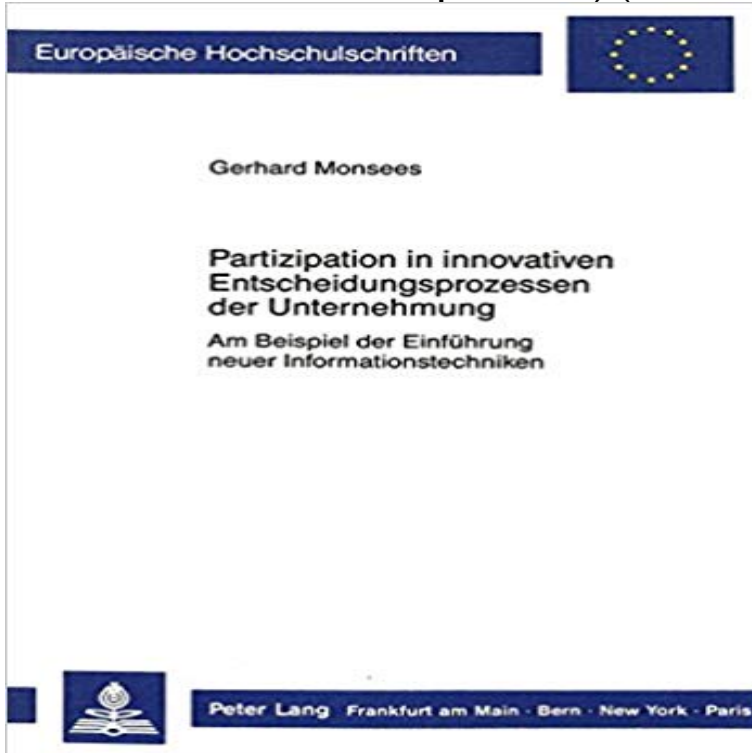 Europäische Hochschulschriften
Gerhard Monsees
Partizipation in innovativen
Entscheidungsprozessen
der Unternehmung
Am Beispiel der Einführung
neuer Informationstechniken
Peter Lang Frankfurt am Main · Bern · New York · Paris